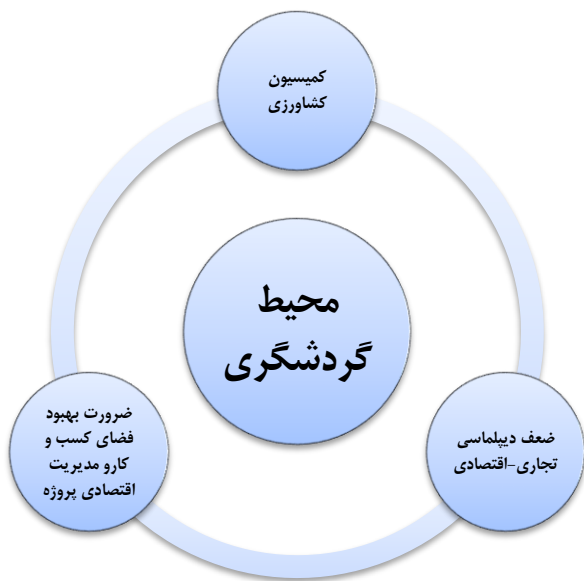 کمیسیون
کشاورزی
محیط
گردشگری
ضرورت بهبود
فضای کسب و
کارو مدیریت
اقتصادی پروژه
ضعف دیپلماسی
تجاری-اقتصادی